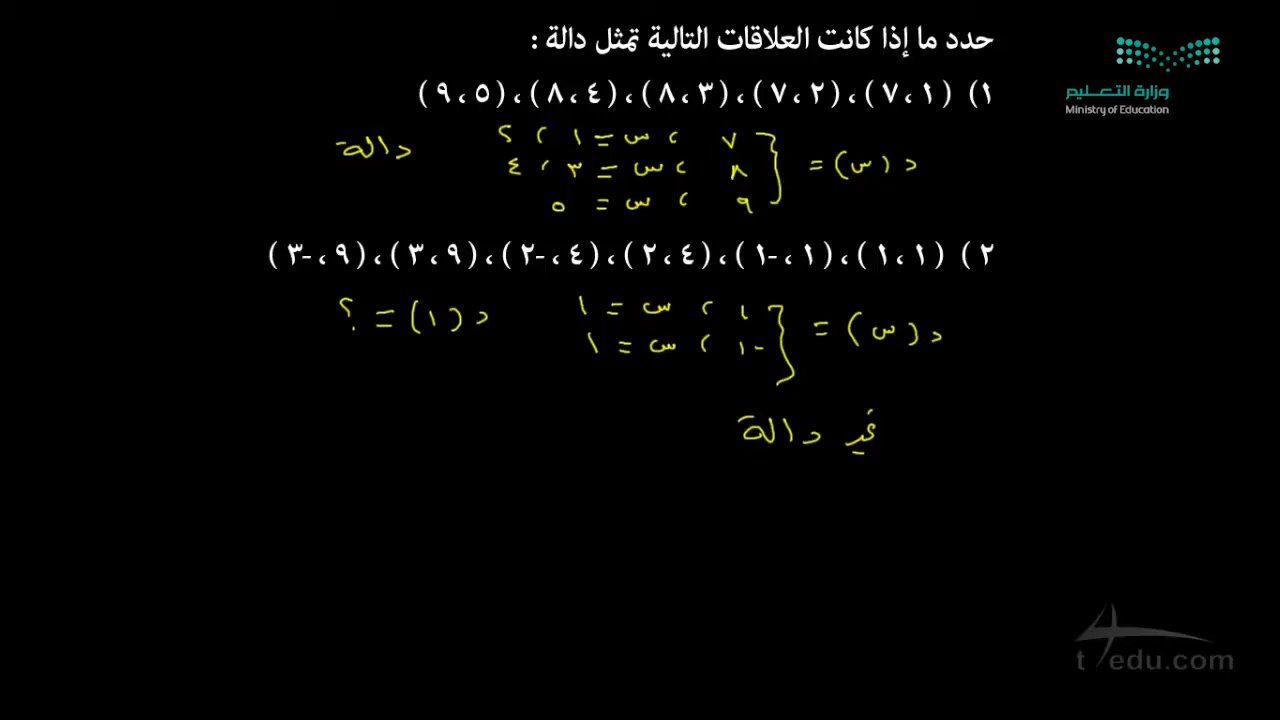 حدد ما إذا كانت العلاقات التالية تمثل دالة :
وزارة التعليم
Ministry of Education
١) (١ ، ٧) ، (٢ ، ٧) ، (٣ ، ٨) ، (٤ ، ٨) ، (٥ ، ٩)
٧ ، س = ١ ، ٢
د (س) = { ٨ ، س = ٣ ، ٤ دالة
٩ ، س = ٥
٢) (١ ، ١) ، (١ ، -١) ، (٤ ، ٢) ، (٤ ، -٢) ، (٩ ، ٣) ، (٩ ، -٣)
١ ، س = ١
د (س) = { د (١) = ؟
-١ ، س = ١
غير دالة
t4edu.com